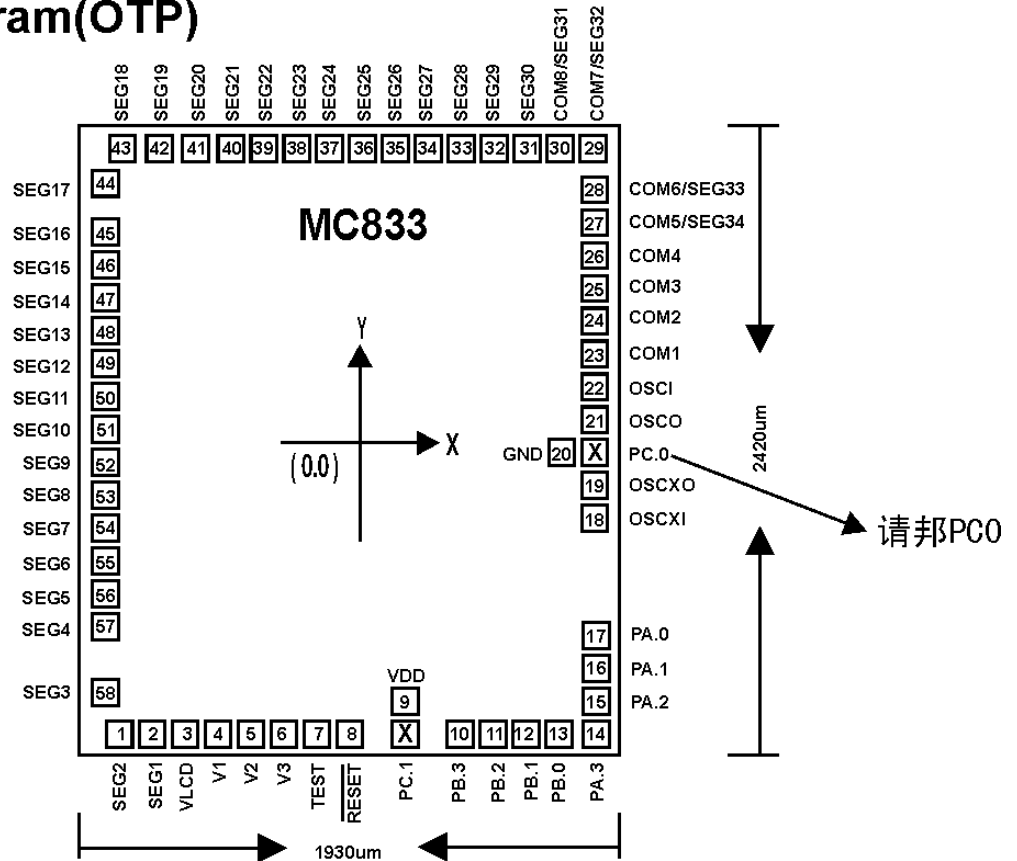 ram(OTP)
SEG18 SEG19 SEG20 SEG21 SEG22 SEG23 SEG24 SEG25 SEG26 SEG27 SEG28 SEG29 SEG30 COM8/SEG31 COM7/SEG32
43 42 41 40 39 38 37 36 35 34 33 32 31 30 29
SEG17 44 28 COM6/SEG33
MC833
SEG16 45 27 COM5/SEG34
SEG15 46 26 COM4
SEG14 47 25 COM3
SEG13 48 24 COM2
Y
SEG12 49 23 COM1
SEG11 50 22 OSCI
SEG10 51 21 OSCO
X
SEG9 52 (0.0) GND 20 X PC.0
2420um
SEG8 53 19 OSCXO
SEG7 54 18 OSCXI
请邦PC0
SEG6 55
SEG5 56
SEG4 57 17 PA.0
16 PA.1
VDD
SEG3 58 9 15 PA.2
1 2 3 4 5 6 7 8 X 10 11 12 13 14
SEG2 SEG1 VLCD V1 V2 V3 TEST RESET PC.1 PB.3 PB.2 PB.1 PB.0 PA.3
1930um